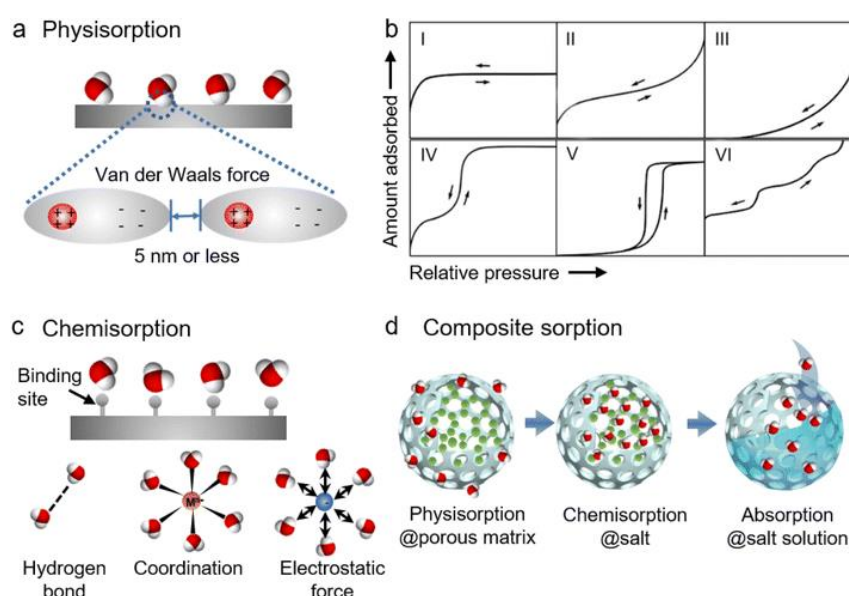 a Physisorption
Van der Waals force
5 nm or less
b
Amount adsorbed
I
II
III
IV
V
VI
Relative pressure
c Chemisorption
Binding
site
Hydrogen
bond
Coordination
Electrostatic
force
d Composite sorption
Physisorption
@porous matrix
Chemisorption
@salt
Absorption
@salt solution